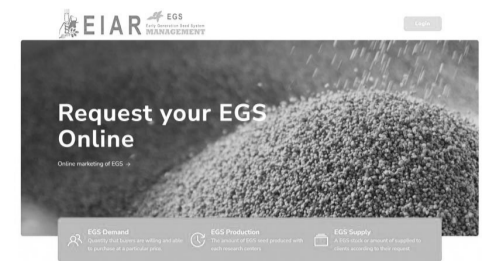 EIAR
EGS
Early Generation Seed System
MANAGEMENT
Login
Request your EGS
Online
Online marketing of EGS →
EGS Demand
Quantity that buyers are willing and able
to purchase at a particular price.
EGS Production
The amount of EGS seed produced with
each research centers
EGS Supply
A EGS stock or amount of supplied to
clients according to their request.